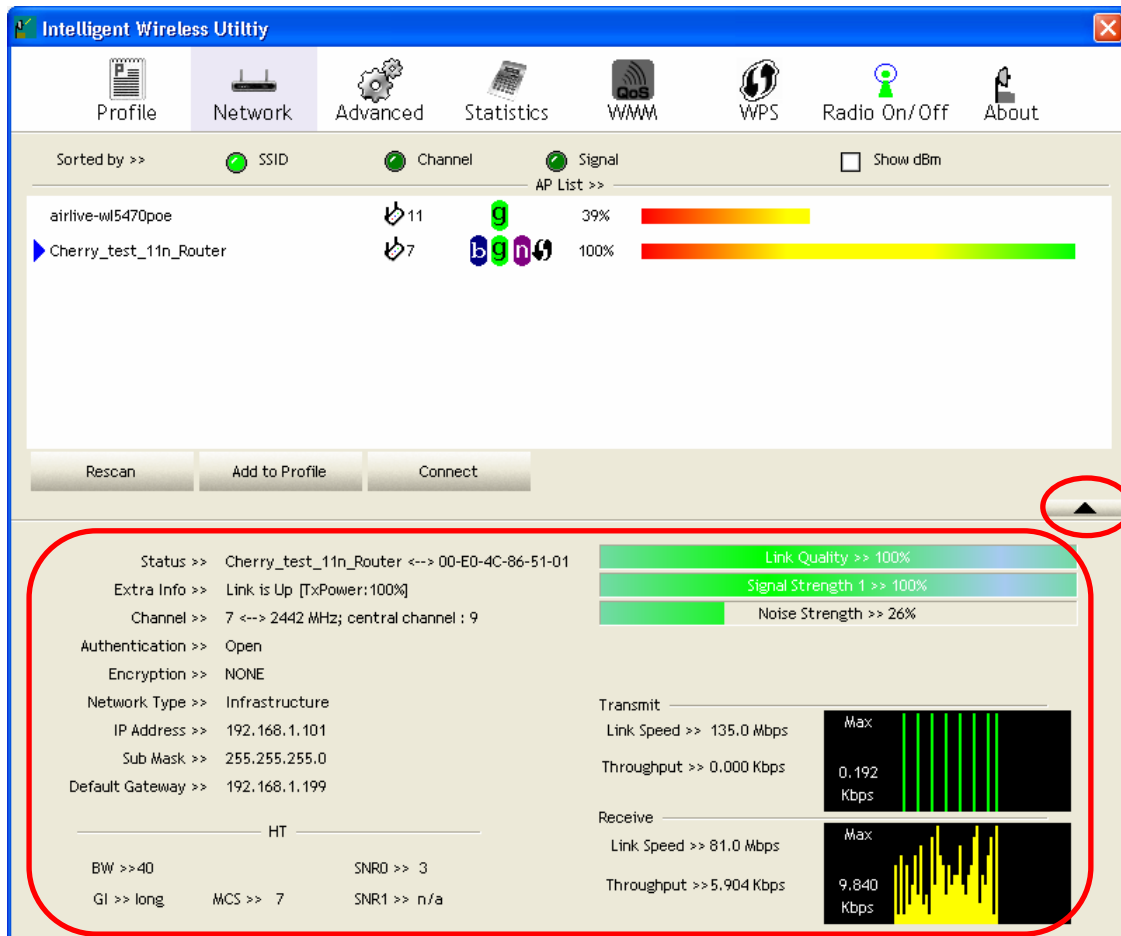 Intelligent Wireless Utiltiy
Profile Network Advanced Statistics WMM WPS Radio On/Off About
QoS
Sorted by >> SSID Channel Signal Show dBm
AP List >>
airlive-wl5470poe 11 g 39%
Cherry_test_11n_Router 7 b g n 100%
Rescan Add to Profile Connect
Status >> Cherry_test_11n_Router <--> 00-E0-4C-86-51-01
Extra Info >> Link is Up [TxPower:100%]
Channel >> 7 <--> 2442 MHz; central channel : 9
Authentication >> Open
Encryption >> NONE
Network Type >> Infrastructure
IP Address >> 192.168.1.101
Sub Mask >> 255.255.255.0
Default Gateway >> 192.168.1.199
HT
BW >>40 SNR0 >> 3
GI >> long MCS >> 7 SNR1 >> n/a
Link Quality >> 100%
Signal Strength 1 >> 100%
Noise Strength >> 26%
Transmit
Link Speed >> 135.0 Mbps
Throughput >> 0.000 Kbps
Max
0.192
Kbps
Receive
Link Speed >> 81.0 Mbps
Throughput >>5.904 Kbps
Max
9.840
Kbps